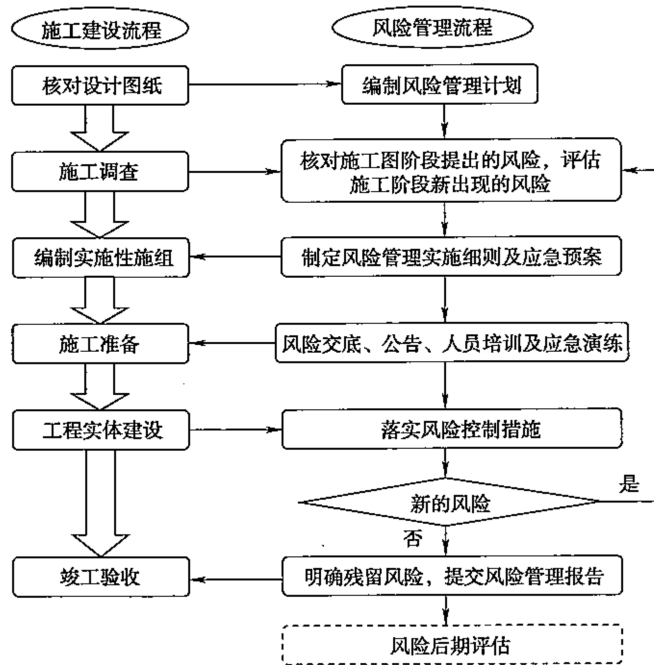 施工建设流程
风险管理流程
核对设计图纸
编制风险管理计划
施工调查
核对施工图阶段提出的风险，评估
施工阶段新出现的风险
编制实施性施组
制定风险管理实施细则及应急预案
施工准备
风险交底、公告、人员培训及应急演练
工程实体建设
落实风险控制措施
新的风险
是
否
竣工验收
明确残留风险，提交风险管理报告
风险后期评估